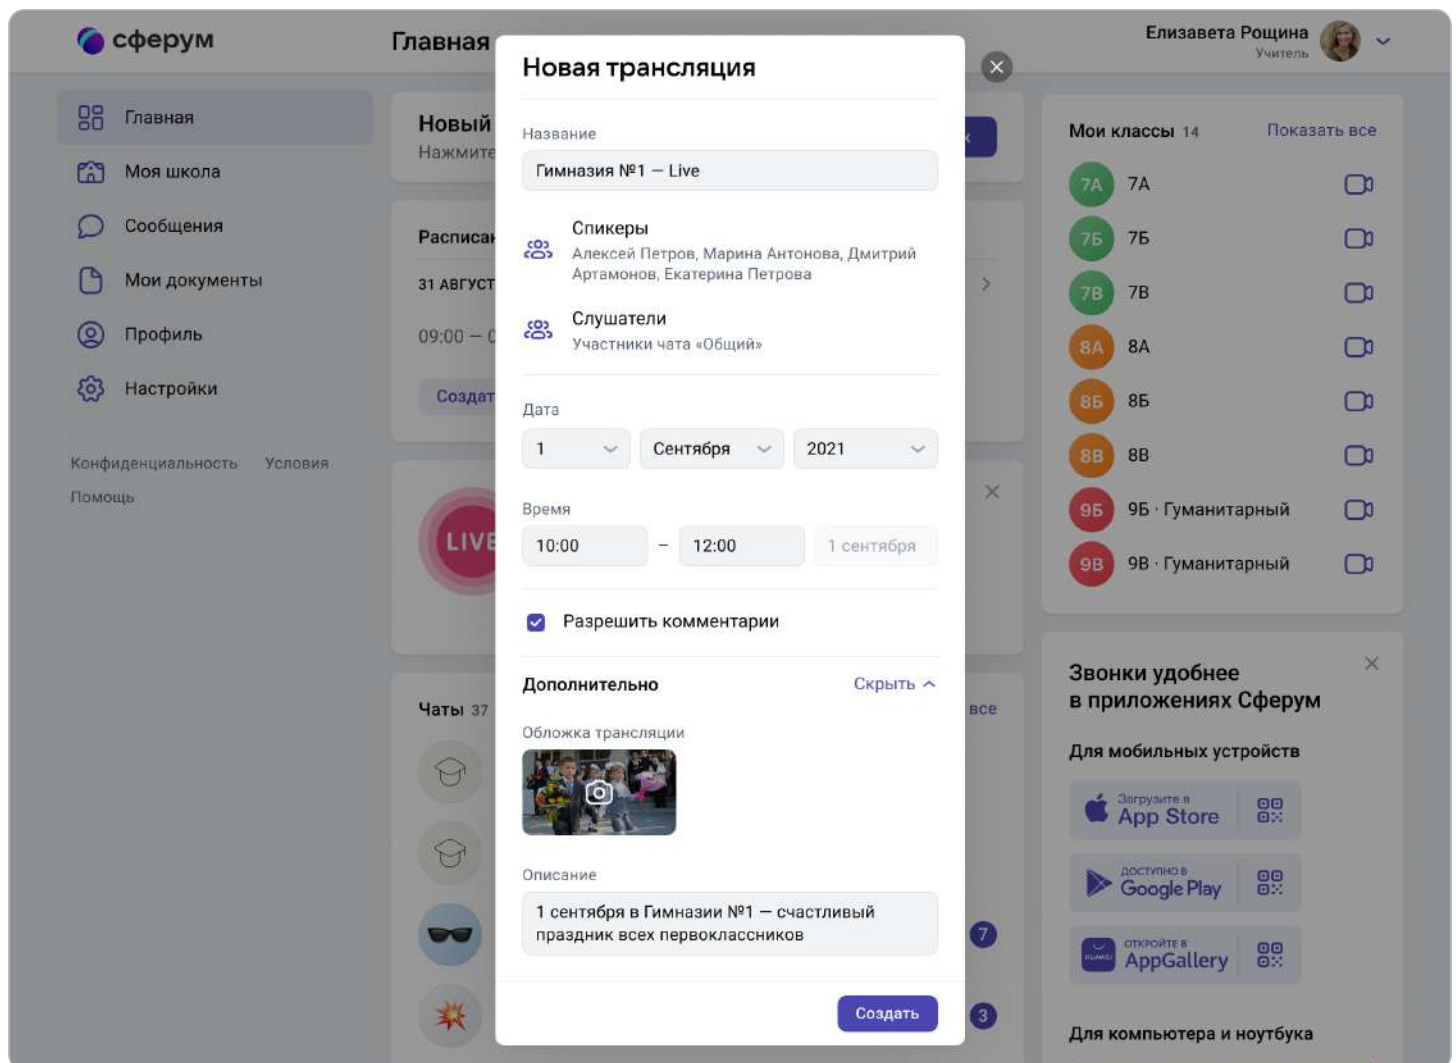 сферум
Главная
Елизавета Рощина
Учитель
Главная
Моя школа
Сообщения
Мои документы
Профиль
Настройки
Конфиденциальность Условия
Помощь
Новый
Нажмите
Расписан
31 АВГУСТ
09:00 —
Создат
LIVE
Чаты 37
все
7
3
Новая трансляция
Название
Гимназия №1 — Live
Спикеры
Алексей Петров, Марина Антонова, Дмитрий
Артамонов, Екатерина Петрова
Слушатели
Участники чата «Общий»
Дата
1 Сентября 2021
Время
10:00 – 12:00 1 сентября
Разрешить комментарии
Дополнительно Скрыть
Обложка трансляции
Описание
1 сентября в Гимназии №1 — счастливый
праздник всех первоклассников
Создать
Мои классы 14 Показать все
7А 7А
7Б 7Б
7В 7В
8А 8А
8Б 8Б
8В 8В
9Б 9Б · Гуманитарный
9В 9В · Гуманитарный
Звонки удобнее
в приложениях Сферум
Для мобильных устройств
Загрузите в
App Store
ДОСТУПНО В
Google Play
HUAWEI
ОТКРОЙТЕ В
AppGallery
Для компьютера и ноутбука